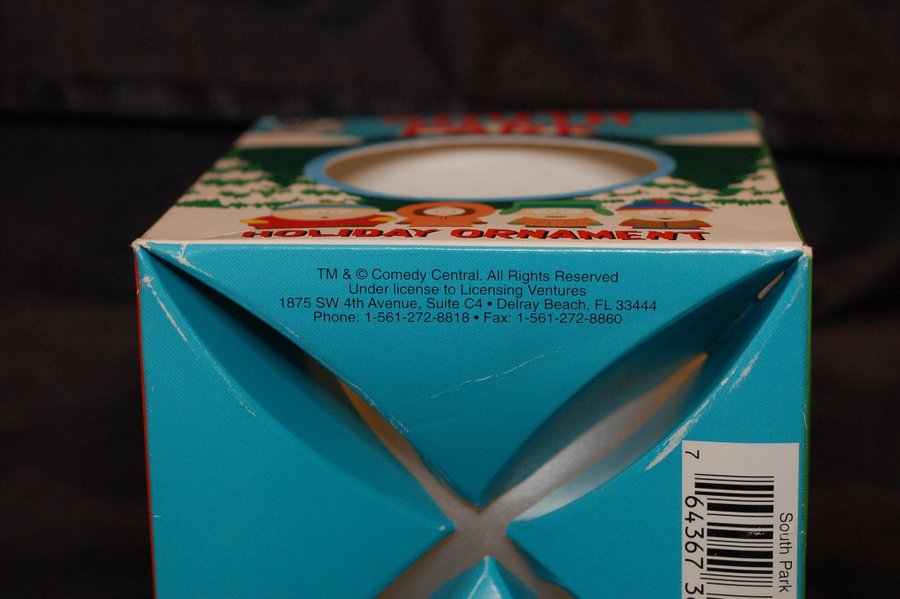 HOLIDAY ORNAMENT
TM & © Comedy Central. All Rights Reserved
Under license to Licensing Ventures
1875 SW 4th Avenue, Suite C4 • Delray Beach, FL 33444
Phone: 1-561-272-8818 • Fax: 1-561-272-8860
South Park
7 64367